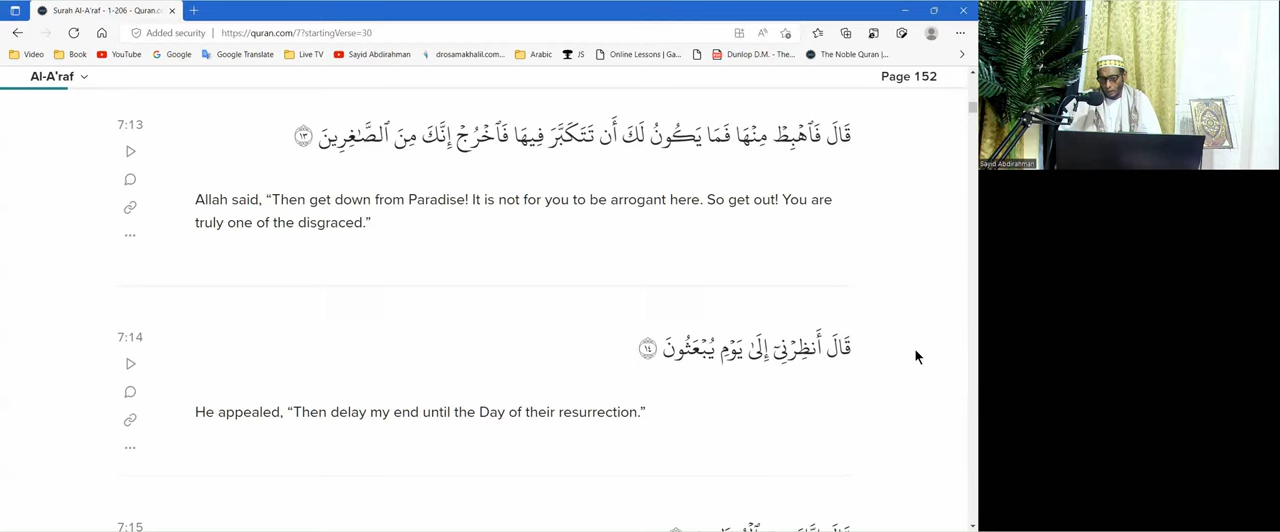 Surah Al-A'raf - 1-206 - Quran.c
Added security
https://quran.com/7?startingVerse=30
Video
Book
YouTube
Google
Google Translate
Live TV
Sayid Abdirahman
drosamakhalil.com...
Arabic
JS
Online Lessons | Ga...
Dunlop D.M. - The...
The Noble Quran |...
Al-A'raf
Page 152
7:13
قَالَ فَٱهْبِطْ مِنْهَا فَمَا يَكُونُ لَكَ أَن تَتَكَبَّرَ فِيهَا فَٱخْرُجْ إِنَّكَ مِنَ ٱلصَّـٰغِرِينَ ١٣
Allah said, “Then get down from Paradise! It is not for you to be arrogant here. So get out! You are
truly one of the disgraced.”
7:14
قَالَ أَنظِرْنِىٓ إِلَىٰ يَوْمِ يُبْعَثُونَ ١٤
He appealed, “Then delay my end until the Day of their resurrection.”
7:15
Sayid Abdirahman